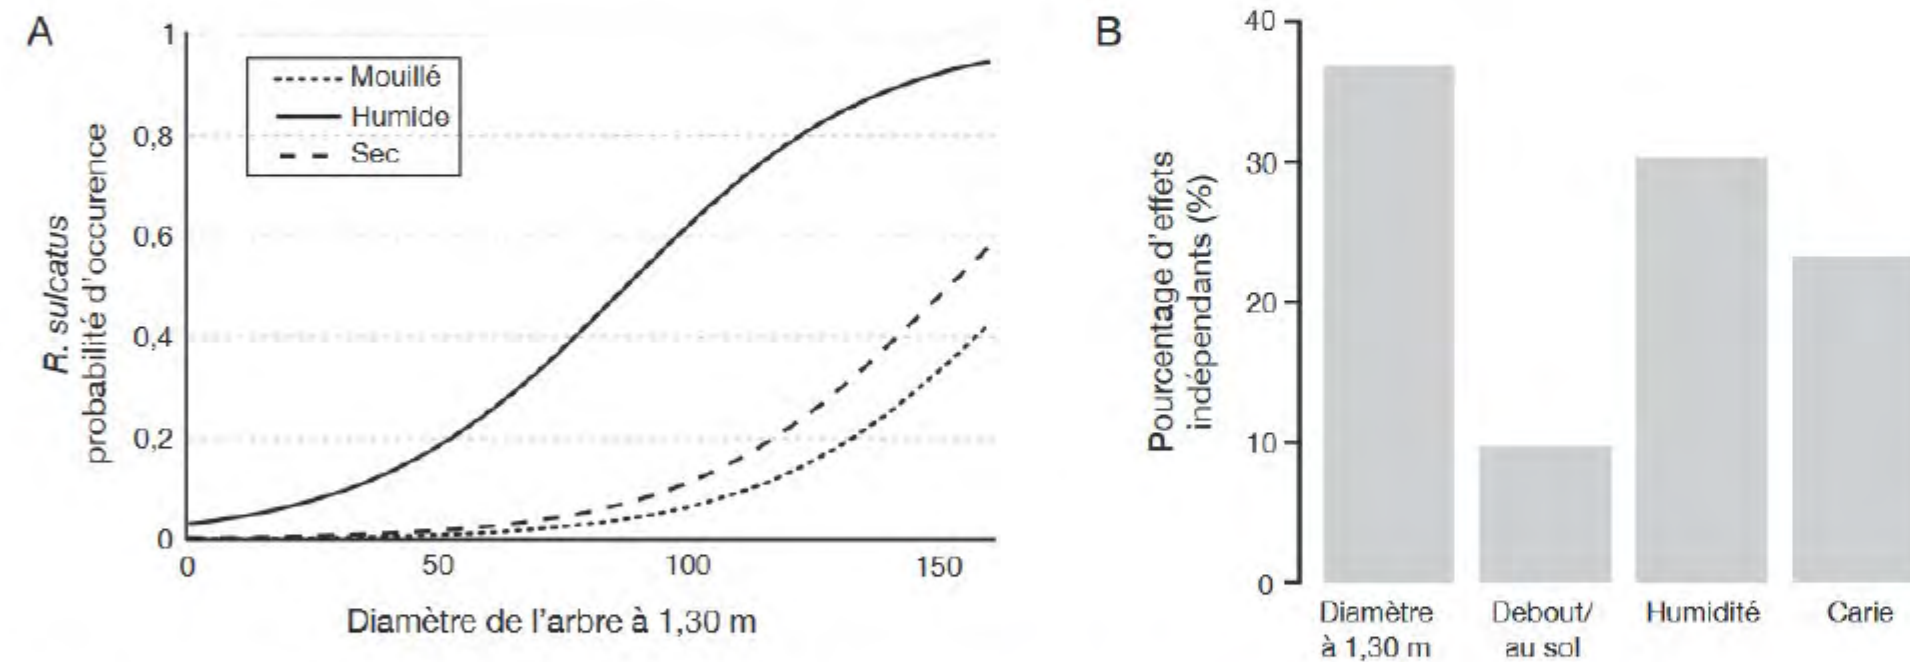 A
R. sulcatus
probabilité d'occurence
1
0,8
0,6
0,4
0,2
0
Mouillé
Humide
Sec
0
50
100
150
Diamètre de l'arbre à 1,30 m
B
Pourcentage d'effets
indépendants (%)
40
30
20
10
0
Diamètre
à 1,30 m
Debout/
au sol
Humidité
Carie